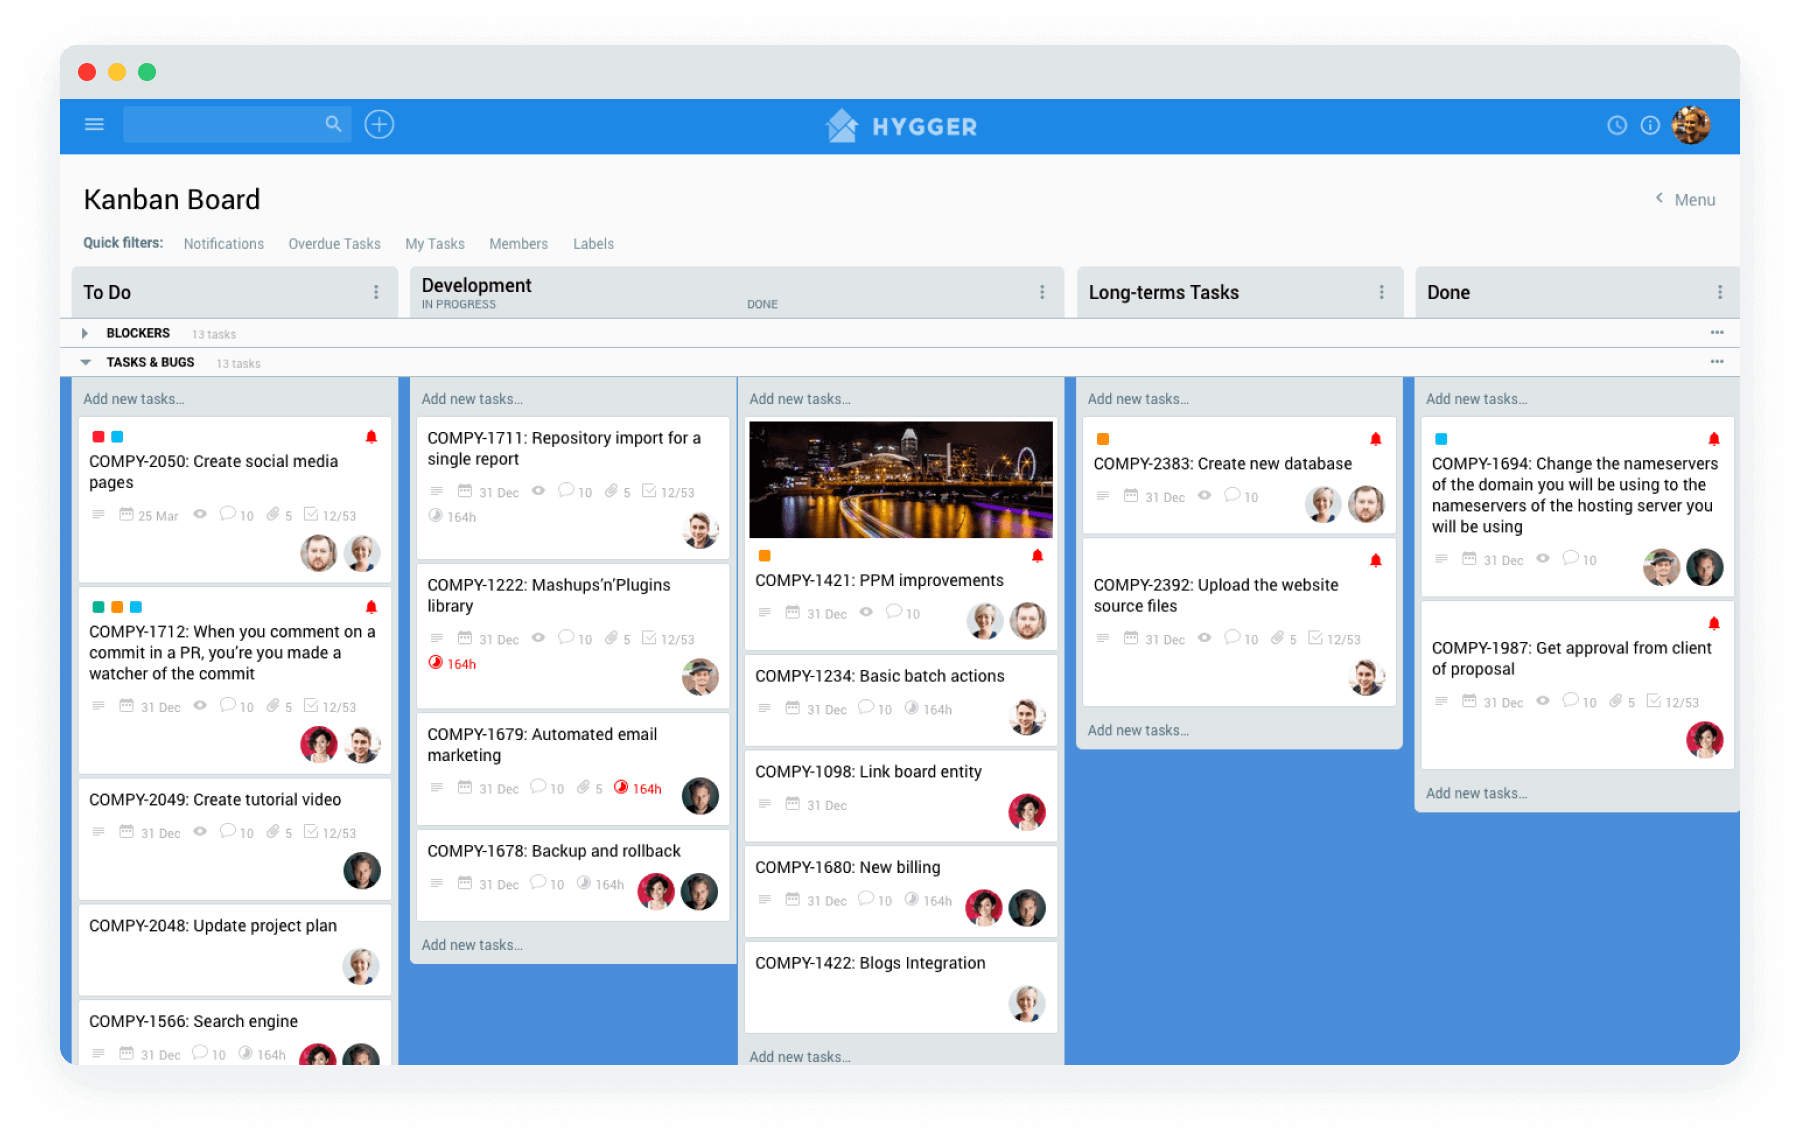 HYGGER
Kanban Board
Menu
Quick filters: Notifications Overdue Tasks My Tasks Members Labels
To Do
Development
IN PROGRESS DONE
Long-terms Tasks
Done
BLOCKERS 13 tasks
TASKS & BUGS 13 tasks
Add new tasks...
COMPY-2050: Create social media
pages
25 Mar 10 5 12/53
COMPY-1712: When you comment on a
commit in a PR, you’re you made a
watcher of the commit
31 Dec 10 5 12/53
COMPY-2049: Create tutorial video
31 Dec 10 5 12/53
COMPY-2048: Update project plan
COMPY-1566: Search engine
31 Dec 10 164h
Add new tasks...
COMPY-1711: Repository import for a
single report
31 Dec 10 5 12/53
164h
COMPY-1222: Mashups’n’Plugins
library
31 Dec 10 5 12/53
164h
COMPY-1679: Automated email
marketing
31 Dec 10 5 164h
COMPY-1678: Backup and rollback
31 Dec 10 164h
Add new tasks...
Add new tasks...
COMPY-1421: PPM improvements
31 Dec 10
COMPY-1234: Basic batch actions
31 Dec 10 164h
COMPY-1098: Link board entity
31 Dec
COMPY-1680: New billing
31 Dec 10 164h
COMPY-1422: Blogs Integration
Add new tasks...
Add new tasks...
COMPY-2383: Create new database
31 Dec 10
COMPY-2392: Upload the website
source files
31 Dec 10 5 12/53
Add new tasks...
Add new tasks...
COMPY-1694: Change the nameservers
of the domain you will be using to the
nameservers of the hosting server you
will be using
31 Dec 10
COMPY-1987: Get approval from client
of proposal
31 Dec 10 5 12/53
Add new tasks...